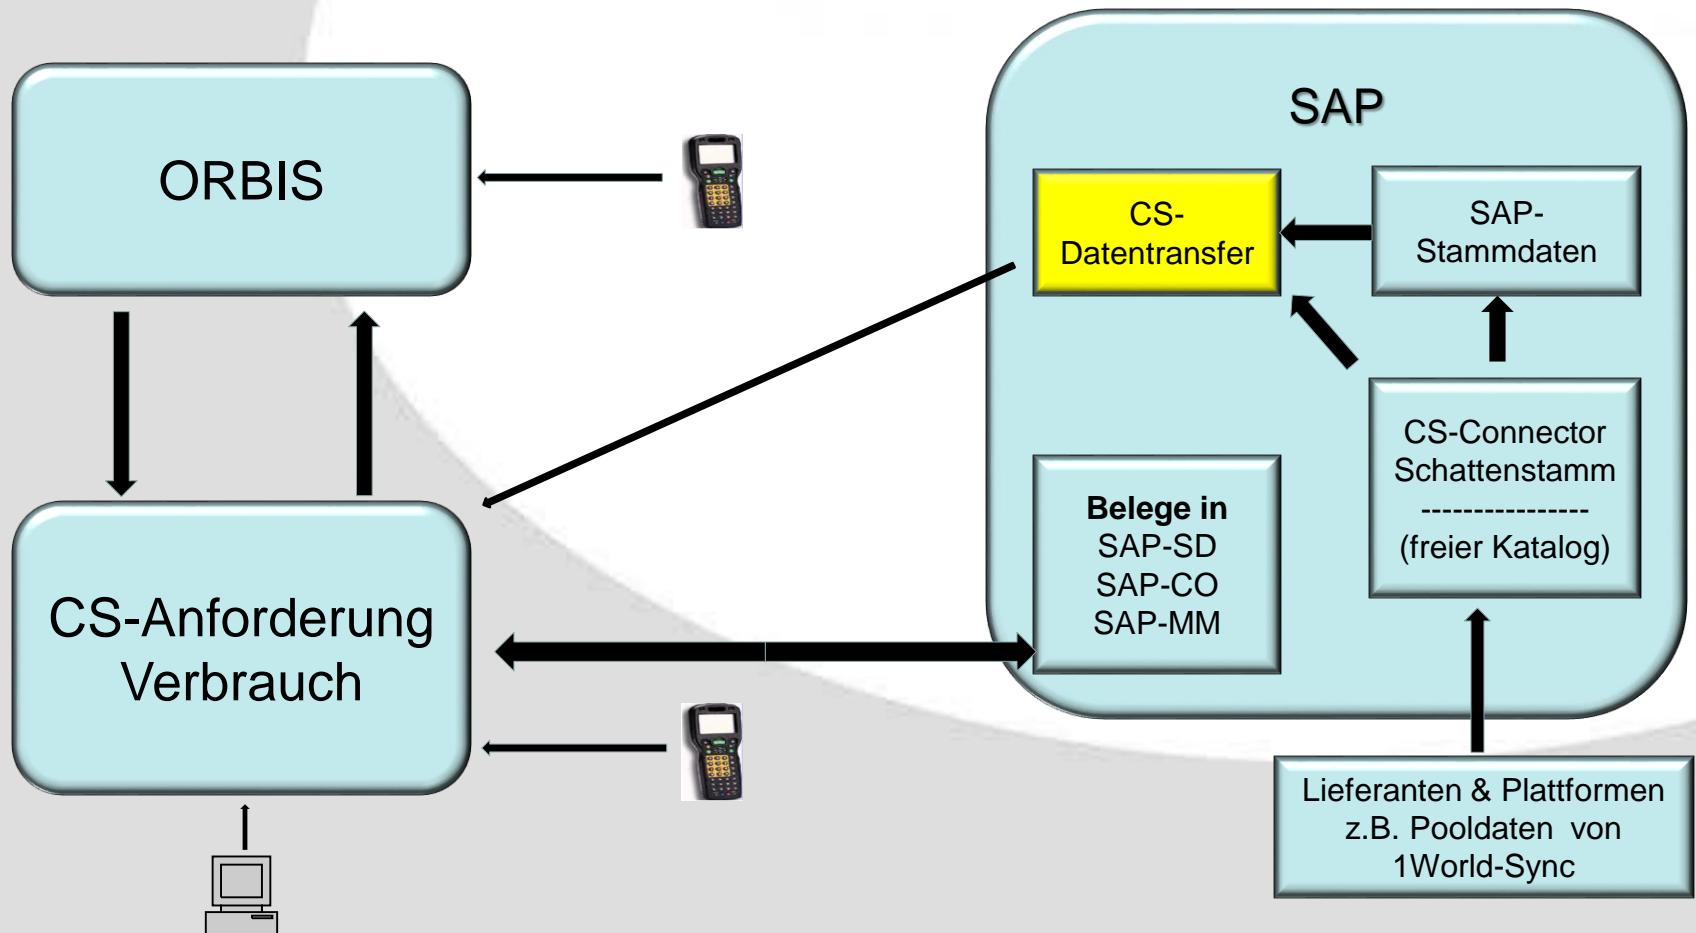 ORBIS
SAP
CS-
Datentransfer
SAP-
Stammdaten
CS-Connector
Schattenstamm
----------------
(freier Katalog)
Belege in
SAP-SD
SAP-CO
SAP-MM
CS-Anforderung
Verbrauch
Lieferanten & Plattformen
z.B. Pooldaten von
1World-Sync